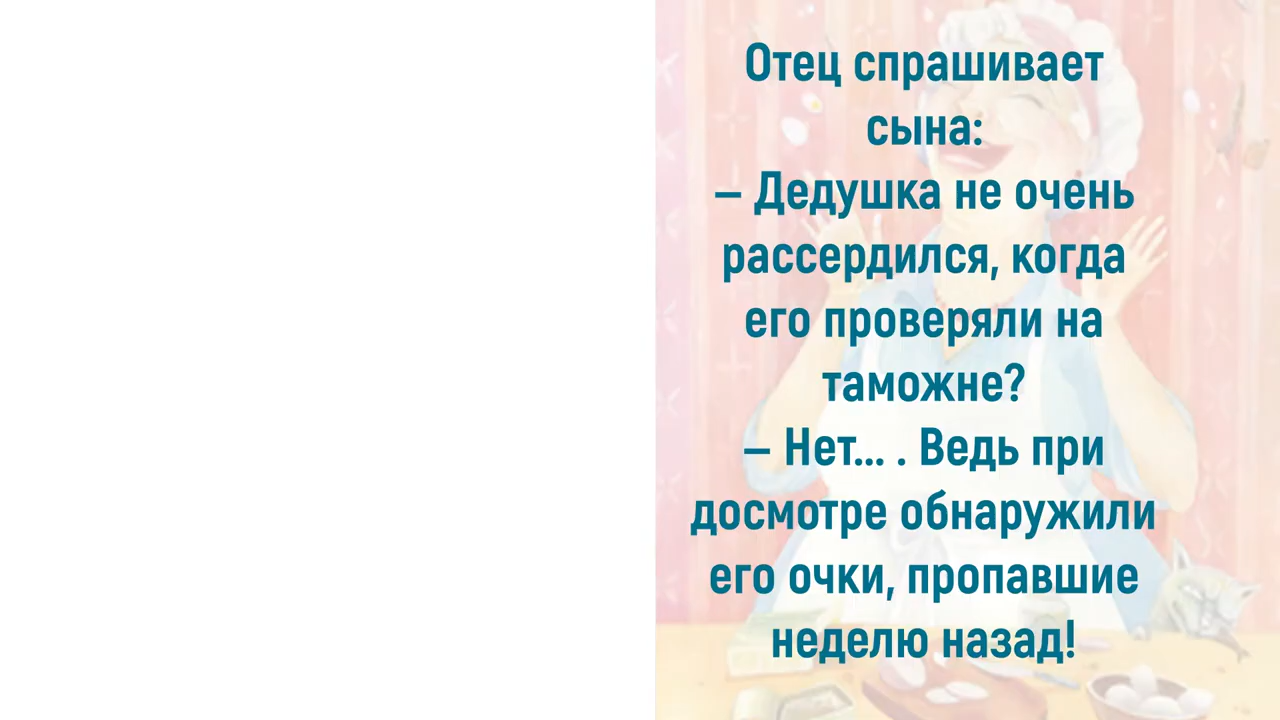 Отец спрашивает
сына:
– Дедушка не очень
рассердился, когда
его проверяли на
таможне?
– Нет... . Ведь при
досмотре обнаружили
его очки, пропавшие
неделю назад!